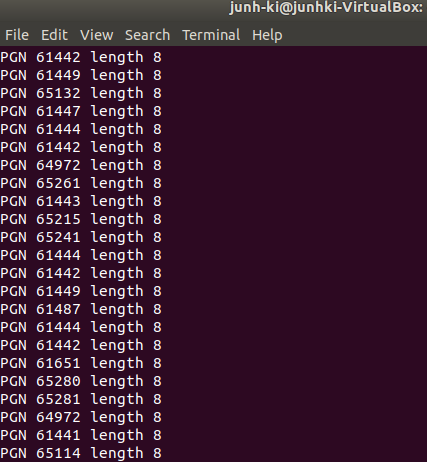 junh-ki@junhki-VirtualBox:
File Edit View Search Terminal Help
PGN 61442 length 8
PGN 61449 length 8
PGN 65132 length 8
PGN 61447 length 8
PGN 61444 length 8
PGN 61442 length 8
PGN 64972 length 8
PGN 65261 length 8
PGN 61443 length 8
PGN 65215 length 8
PGN 65241 length 8
PGN 61444 length 8
PGN 61442 length 8
PGN 61449 length 8
PGN 61487 length 8
PGN 61444 length 8
PGN 61442 length 8
PGN 61651 length 8
PGN 65280 length 8
PGN 65281 length 8
PGN 64972 length 8
PGN 61441 length 8
PGN 65114 length 8